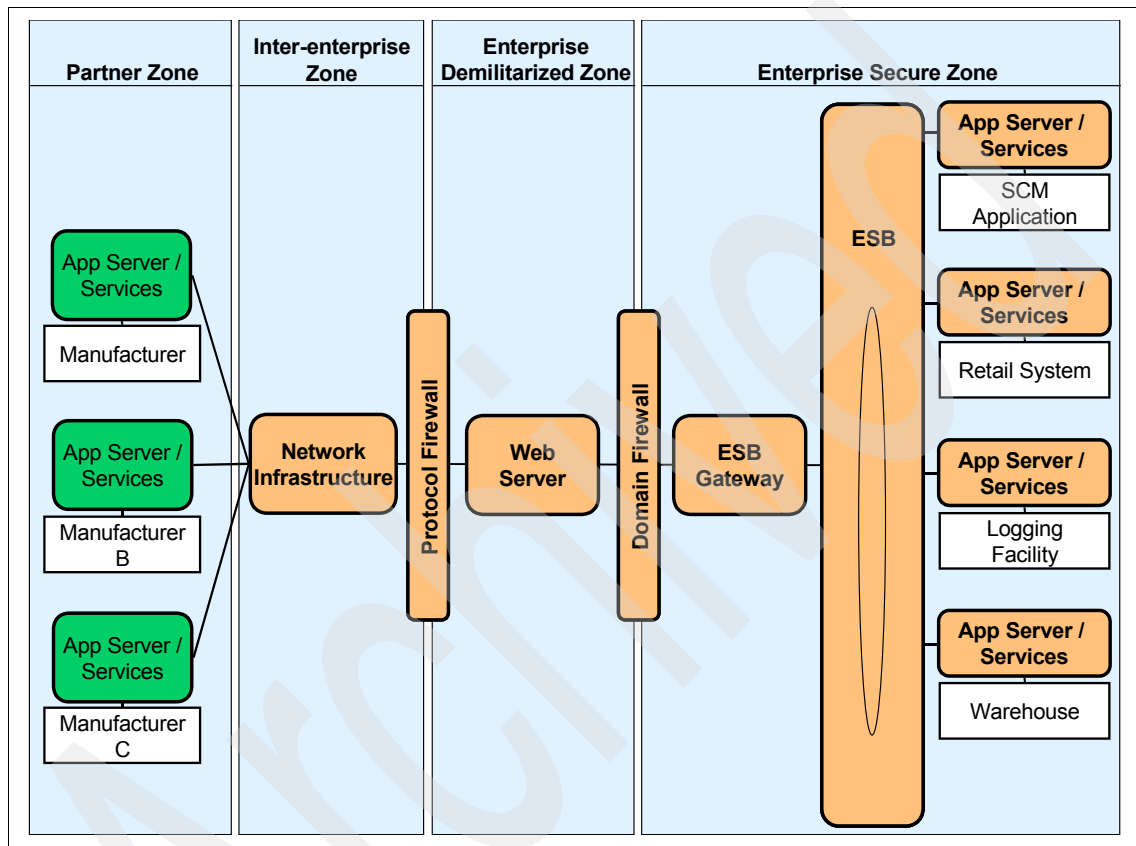 Partner Zone
Inter-enterprise
Zone
Enterprise
Demilitarized Zone
Enterprise Secure Zone
App Server /
Services
Manufacturer
App Server /
Services
Manufacturer
B
App Server /
Services
Manufacturer
C
Network
Infrastructure
Protocol Firewall
Web
Server
Domain Firewall
ESB
Gateway
ESB
App Server /
Services
SCM
Application
App Server /
Services
Retail System
App Server /
Services
Logging
Facility
App Server /
Services
Warehouse
Archived